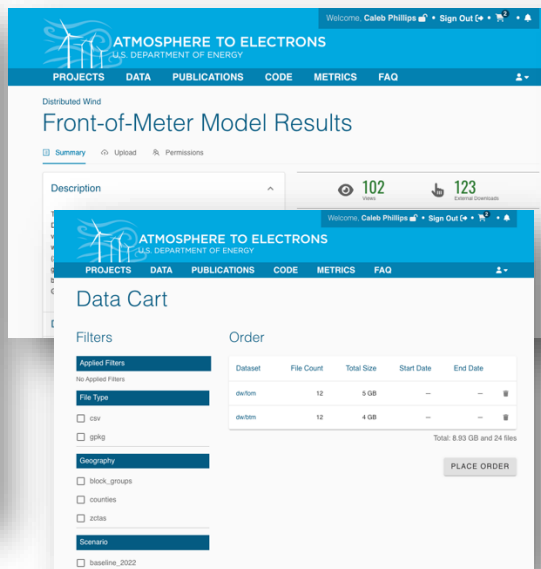 Welcome, Caleb Phillips • Sign Out • 2 •
ATMOSPHERE TO ELECTRONS
U.S. DEPARTMENT OF ENERGY
PROJECTS DATA PUBLICATIONS CODE METRICS FAQ
Distributed Wind
Front-of-Meter Model Results
Summary Upload Permissions
Description
102
Views
123
External Downloads
Welcome, Caleb Phillips • Sign Out • 2 •
ATMOSPHERE TO ELECTRONS
U.S. DEPARTMENT OF ENERGY
PROJECTS DATA PUBLICATIONS CODE METRICS FAQ
Data Cart
Filters
Applied Filters
No Applied Filters
File Type
csv
gpkg
Geography
block_groups
counties
zctas
Scenario
baseline_2022
Order
Dataset File Count Total Size Start Date End Date
dw/fom 12 5 GB — —
dw/btm 12 4 GB — —
Total: 8.93 GB and 24 files
PLACE ORDER